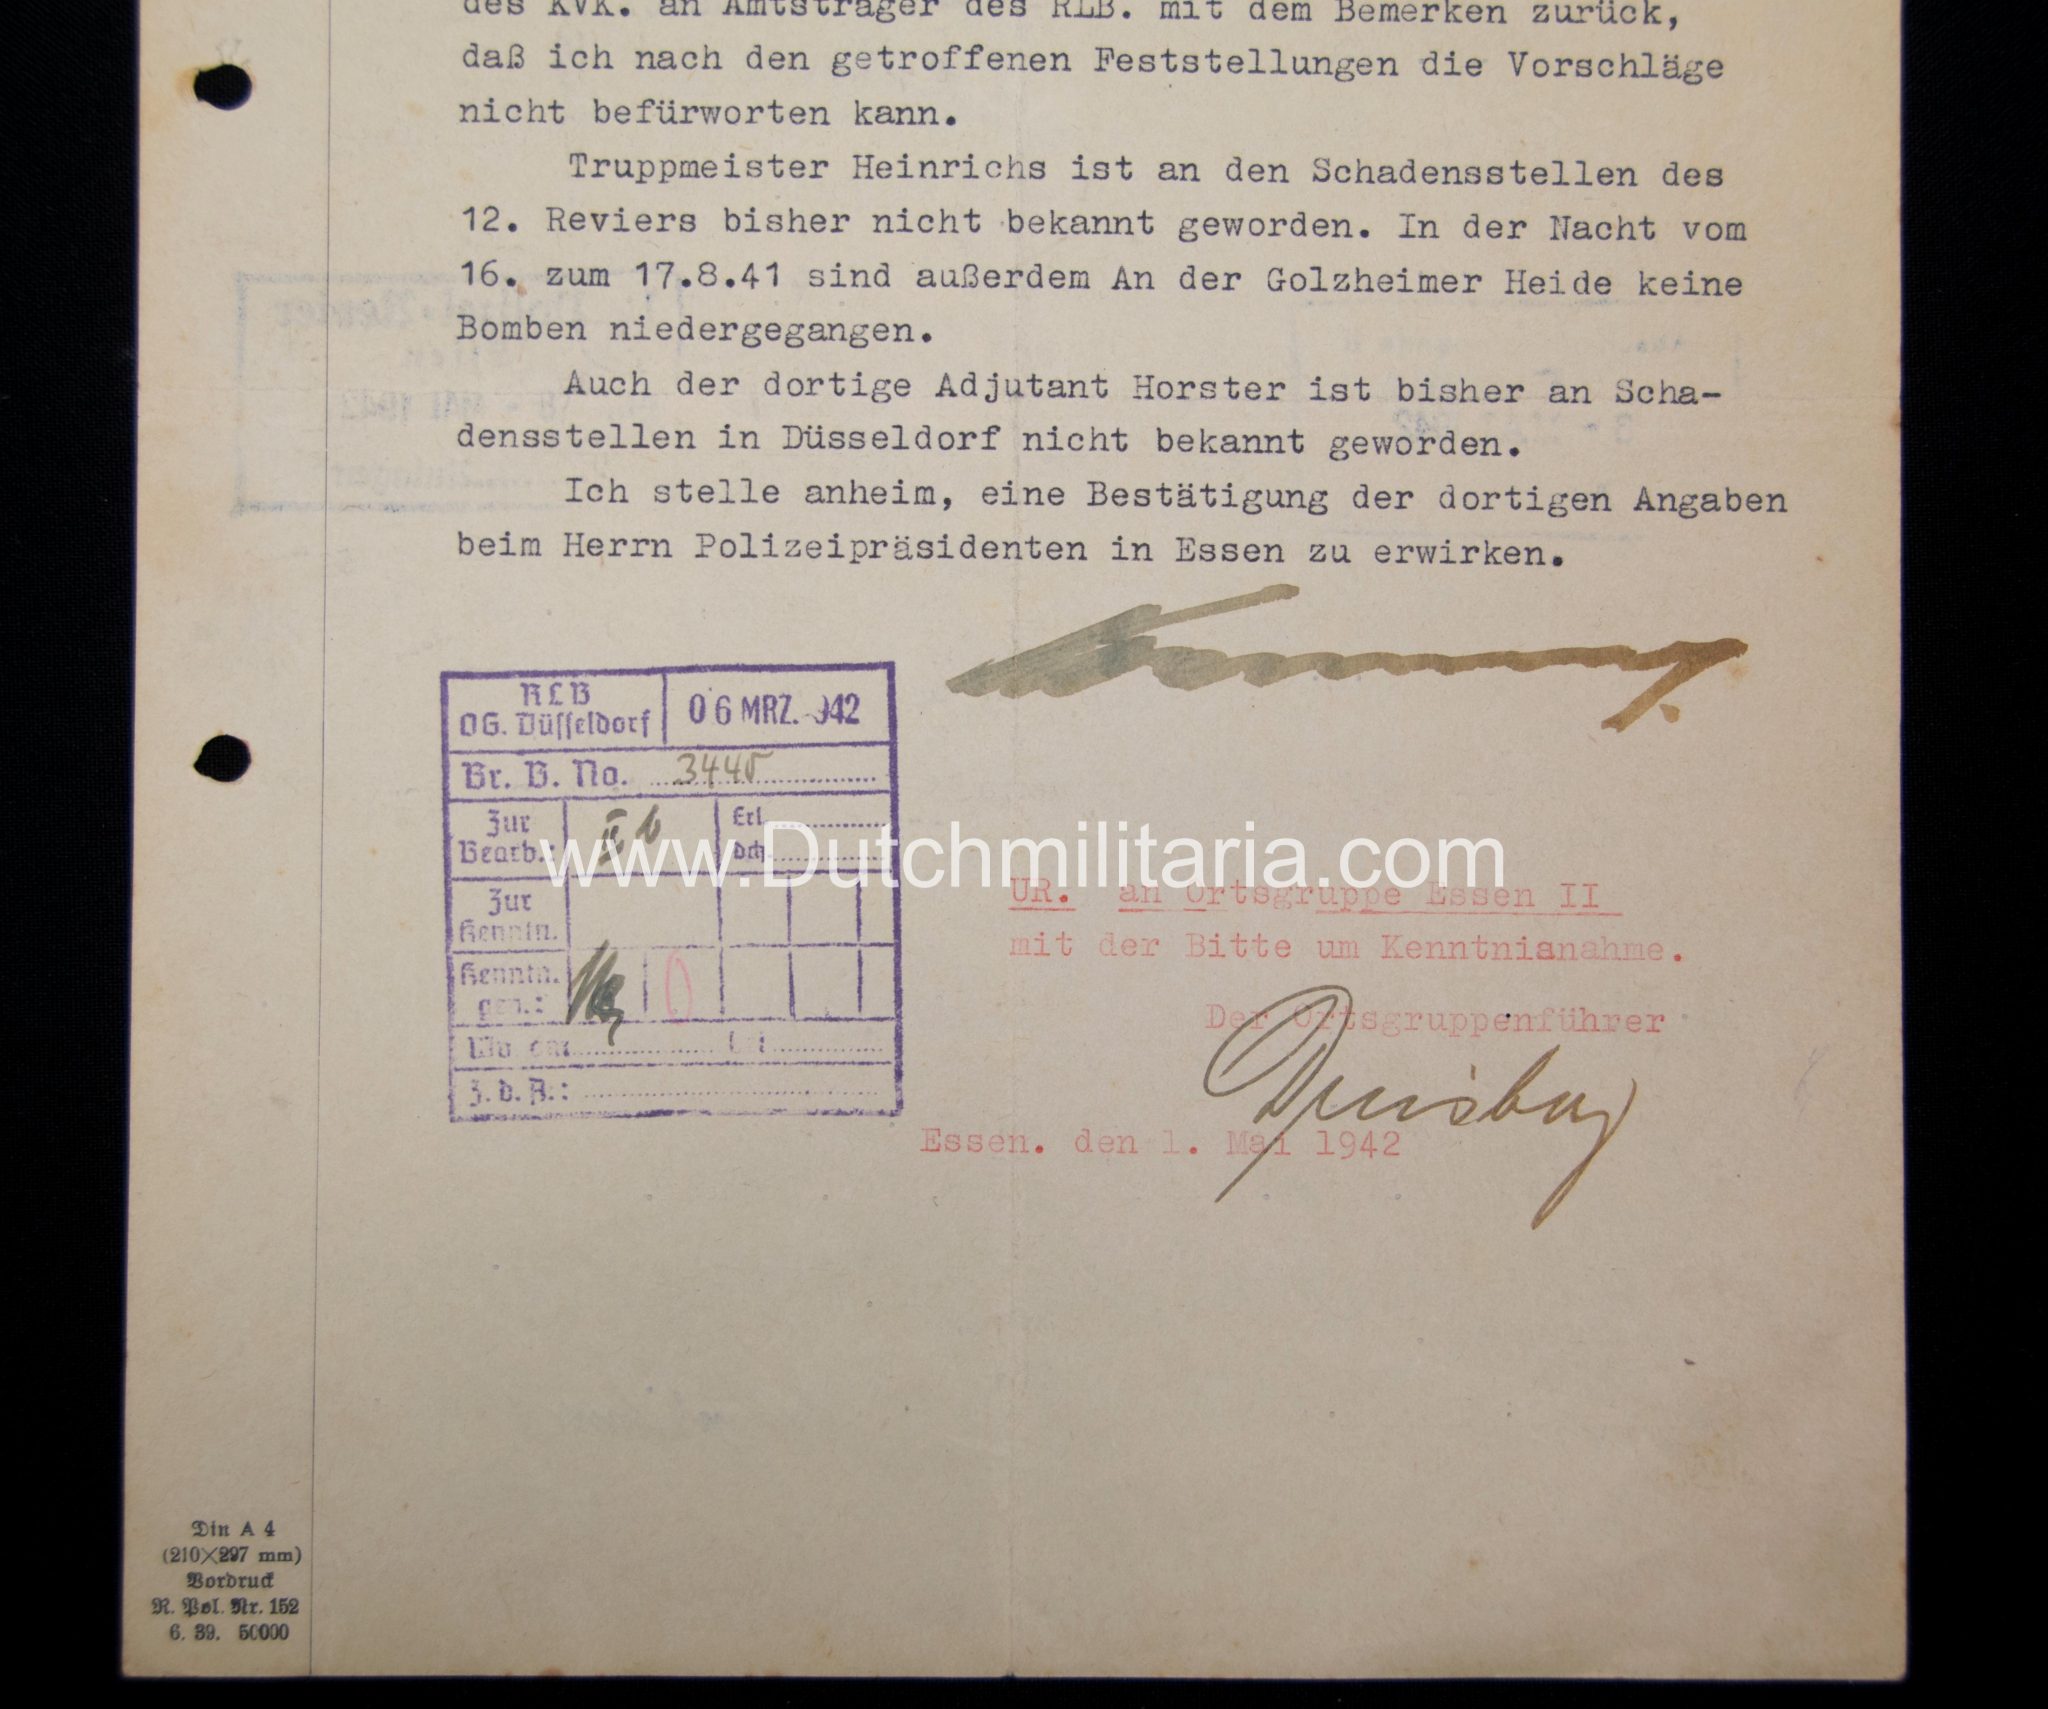 des KVK. an Amtsträger des RLB. mit dem Bemerken zurück,
daß ich nach den getroffenen Feststellungen die Vorschläge
nicht befürworten kann.
Truppmeister Heinrichs ist an den Schadensstellen des
12. Reviers bisher nicht bekannt geworden. In der Nacht vom
16. zum 17.8.41 sind außerdem An der Golzheimer Heide keine
Bomben niedergegangen.
Auch der dortige Adjutant Horster ist bisher an Scha-
densstellen in Düsseldorf nicht bekannt geworden.
Ich stelle anheim, eine Bestätigung der dortigen Angaben
beim Herrn Polizeipräsidenten in Essen zu erwirken.
RLB
OG. Düsseldorf
06 MRZ. 942
Br. B. No. 3445
Zur
Bearb.:
II b
Erl.
Zur
Kenntn.
Kenntn.
gen.:
Z. d. A.:
www.Dutchmilitaria.com
UR. an Ortsgruppe Essen II
mit der Bitte um Kenntnisnahme.
Der Ortsgruppenführer
Essen. den 1. Mai 1942
Din A 4
(210×297 mm)
Vordruck
R. Pol. Nr. 152
6. 39. 50000